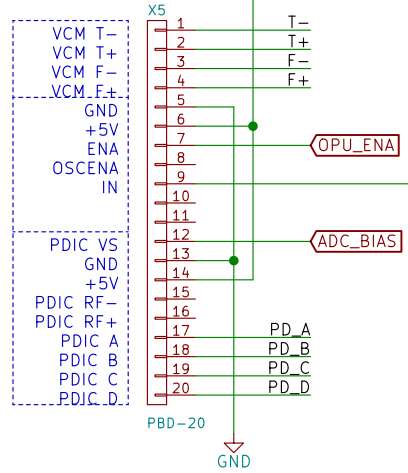 X5
VCM T- 1 T-
VCM T+ 2 T+
VCM F- 3 F-
VCM F+ 4 F+
GND 5
+5V 6
ENA 7 OPU_ENA
OSCENA 8
IN 9
10
11
PDIC VS 12 ADC_BIAS
GND 13
+5V 14
PDIC RF- 15
PDIC RF+ 16
PDIC A 17 PD_A
PDIC B 18 PD_B
PDIC C 19 PD_C
PDIC D 20 PD_D
PBD-20
GND